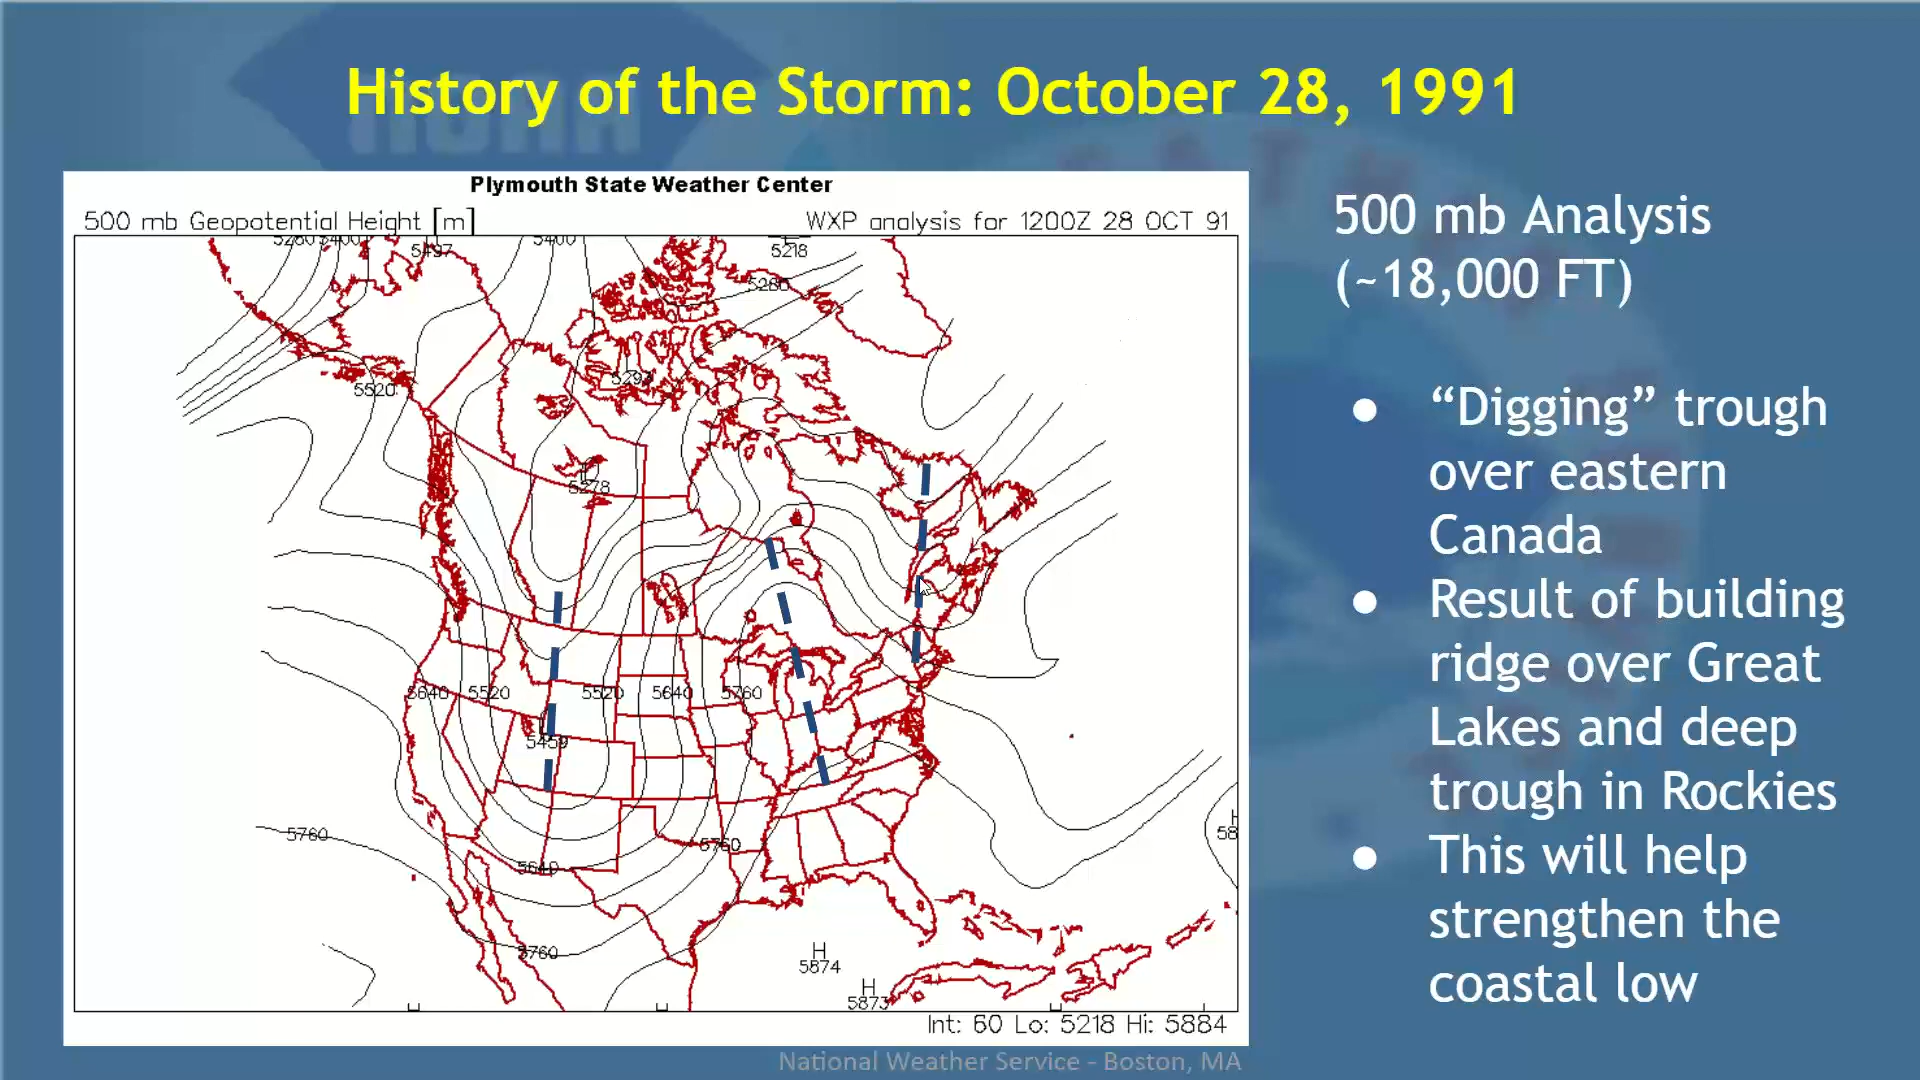 History of the Storm: October 28, 1991
Plymouth State Weather Center
500 mb Geopotential Height [m]
WXP analysis for 1200Z 28 OCT 91
5280
5400
5497
5400
5218
5280
5520
5297
5278
5640
5520
5520
5640
5760
L
5459
5760
5760
5640
5760
H
5874
H
5873
H
58
Int: 60 Lo: 5218 Hi: 5884
500 mb Analysis
(~18,000 FT)
● “Digging” trough
over eastern
Canada
● Result of building
ridge over Great
Lakes and deep
trough in Rockies
● This will help
strengthen the
coastal low
National Weather Service - Boston, MA